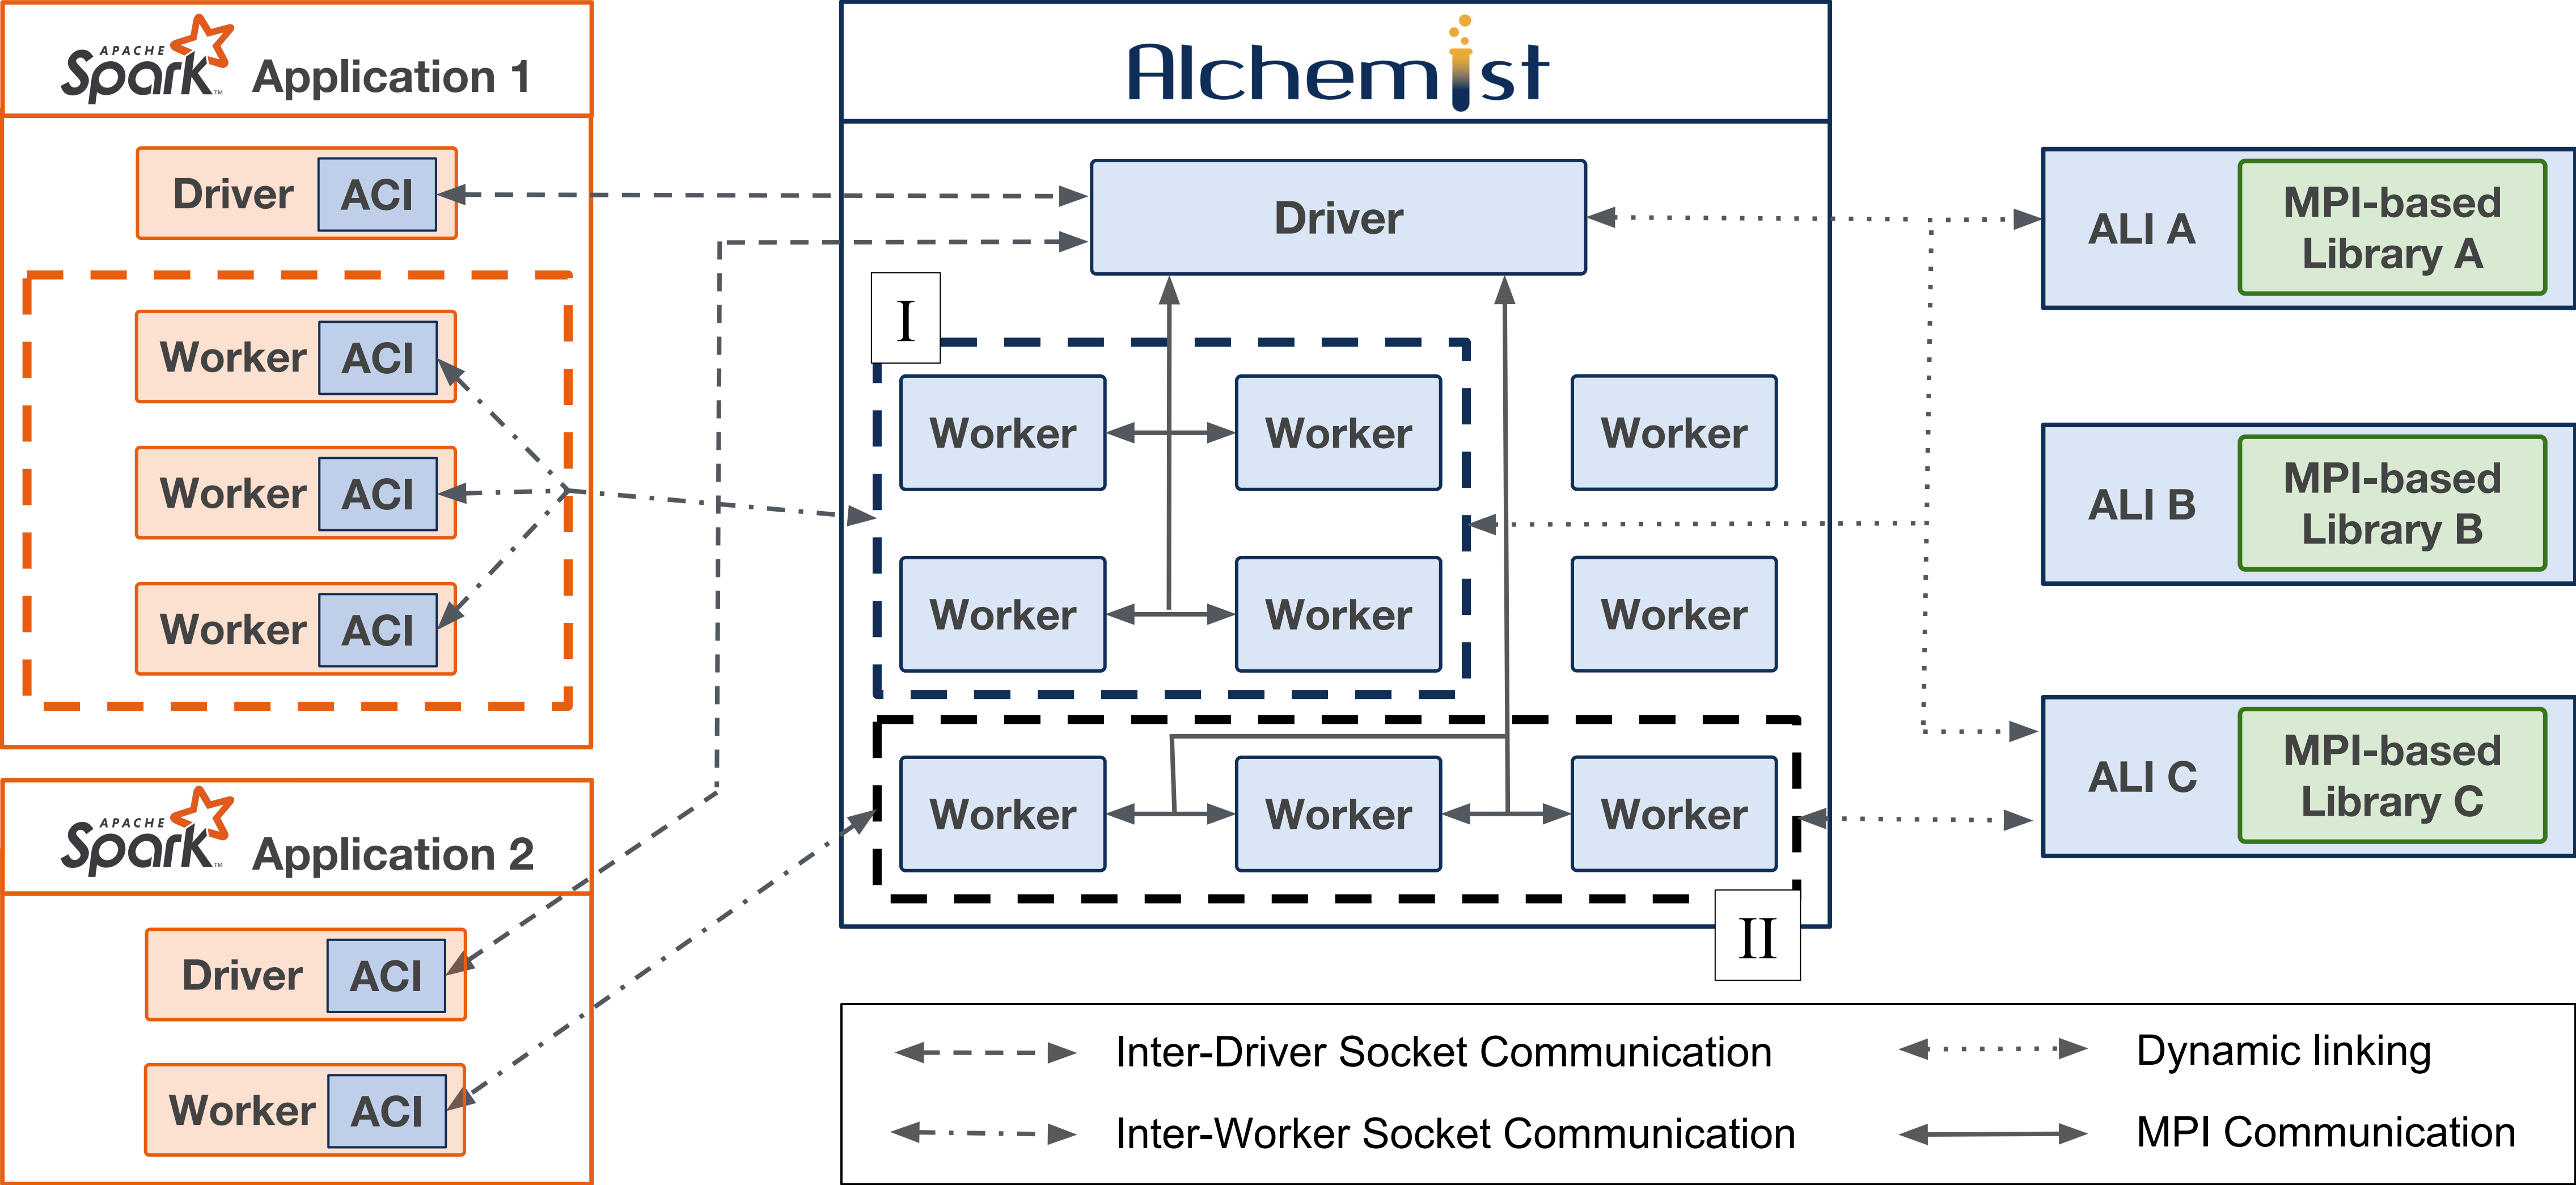 APACHE
Spark™
Application 1
Driver
ACI
Worker
ACI
Worker
ACI
Worker
ACI
APACHE
Spark™
Application 2
Driver
ACI
Worker
ACI
Alchemist
Driver
I
Worker
Worker
Worker
Worker
Worker
Worker
Worker
Worker
Worker
II
ALI A
MPI-based
Library A
ALI B
MPI-based
Library B
ALI C
MPI-based
Library C
Inter-Driver Socket Communication
Dynamic linking
Inter-Worker Socket Communication
MPI Communication